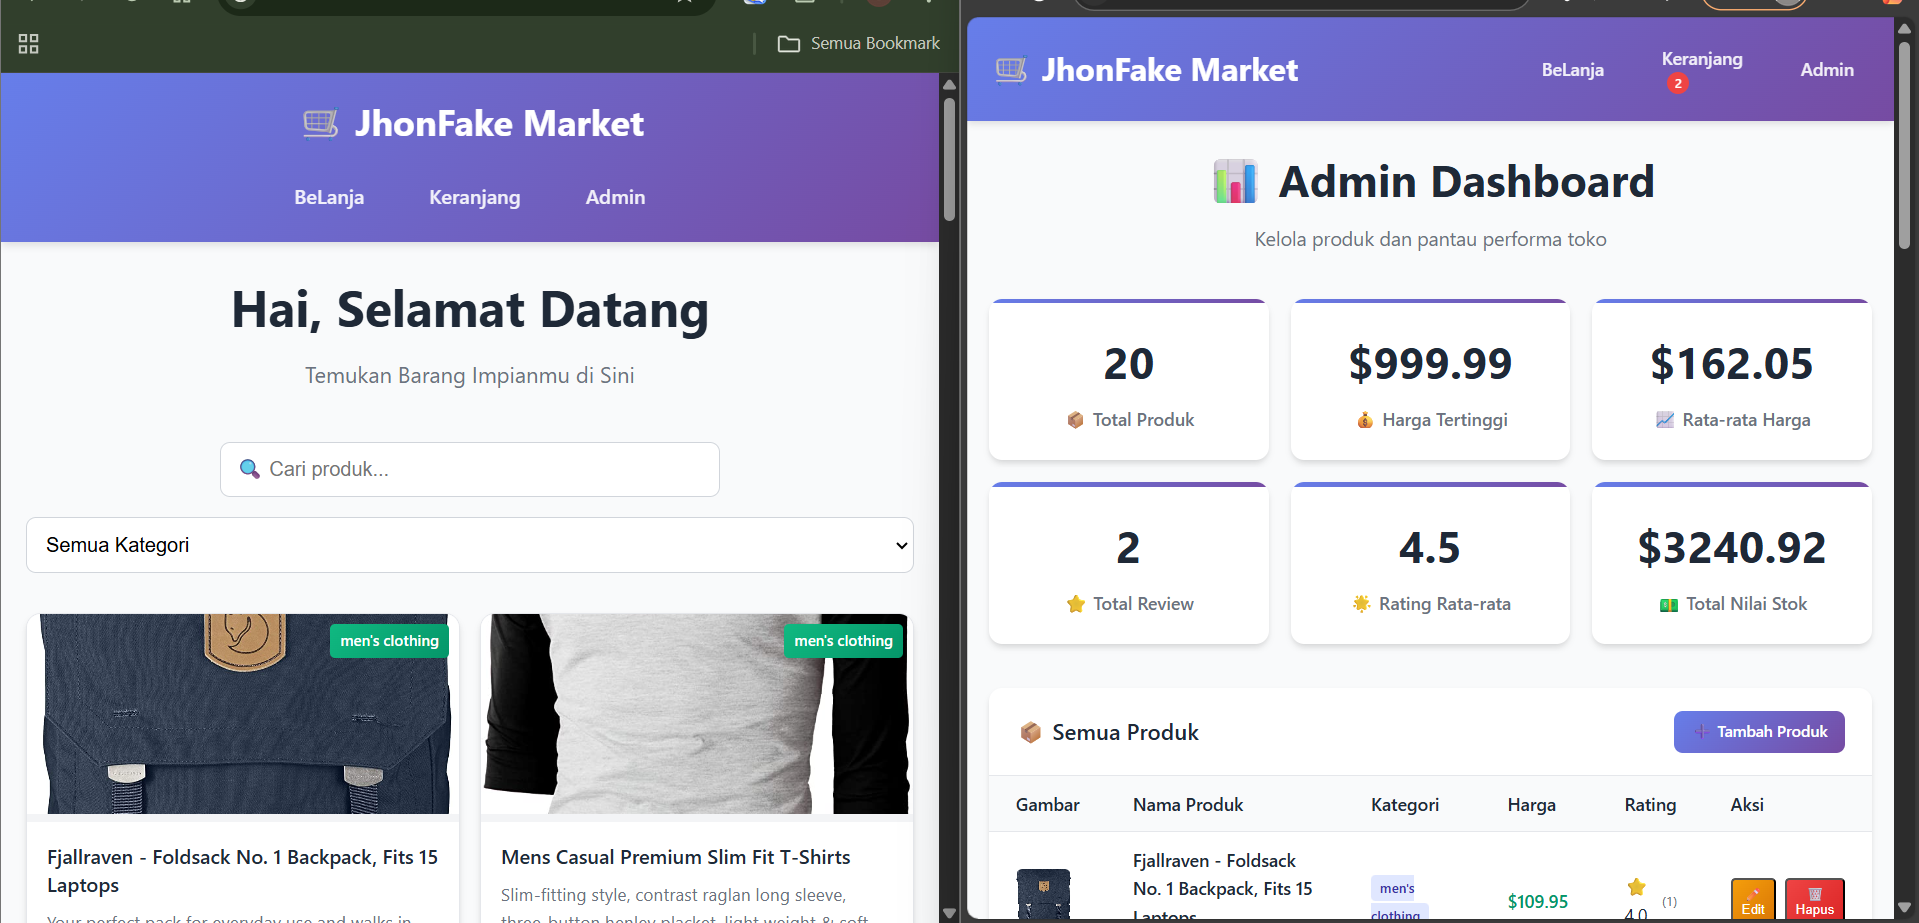 Semua Bookmark
JhonFake Market
BeLanja
Keranjang
Admin
Hai, Selamat Datang
Temukan Barang Impianmu di Sini
Cari produk...
Semua Kategori
men's clothing
men's clothing
Fjallraven - Foldsack No. 1 Backpack, Fits 15
Laptops
Your perfect pack for everyday use and walks in
Mens Casual Premium Slim Fit T-Shirts
Slim-fitting style, contrast raglan long sleeve,
three-button henley placket, light weight & soft
JhonFake Market
BeLanja
Keranjang
2
Admin
Admin Dashboard
Kelola produk dan pantau performa toko
20
Total Produk
$999.99
Harga Tertinggi
$162.05
Rata-rata Harga
2
Total Review
4.5
Rating Rata-rata
$3240.92
Total Nilai Stok
Semua Produk
Tambah Produk
Gambar
Nama Produk
Kategori
Harga
Rating
Aksi
Fjallraven - Foldsack
No. 1 Backpack, Fits 15
Laptops
men's
clothing
$109.95
4.0
(1)
Edit
Hapus